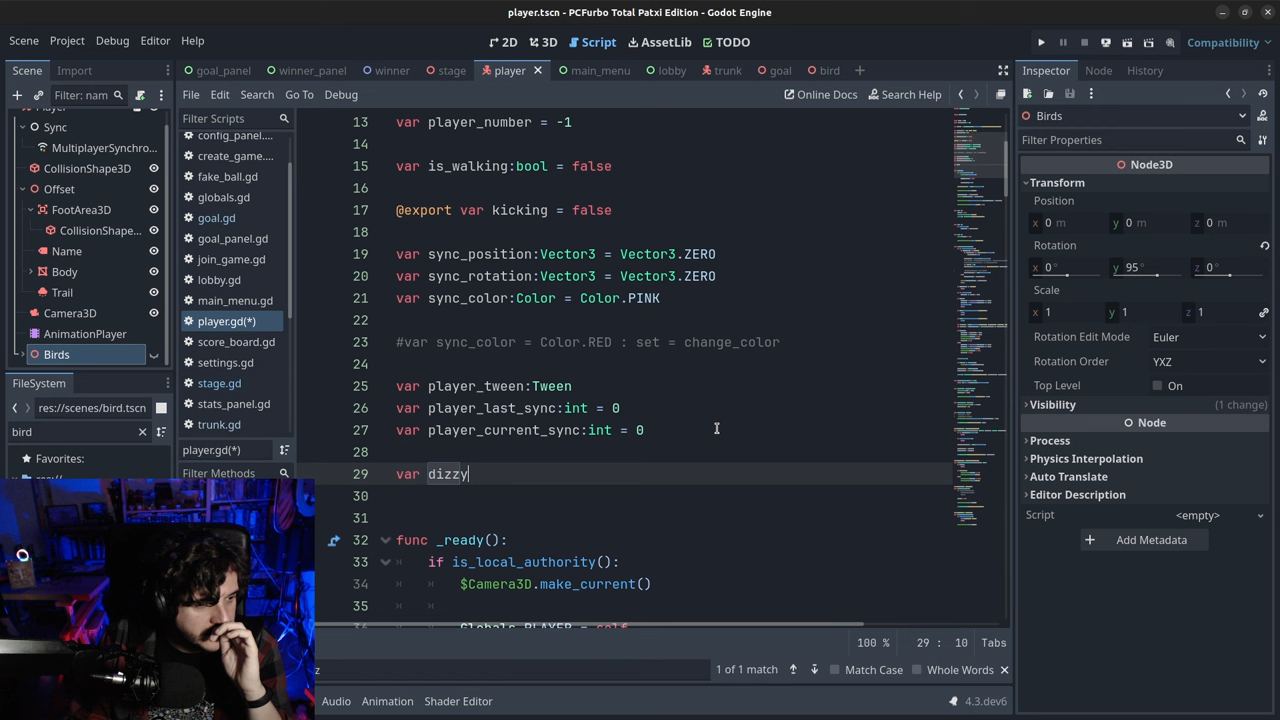 player.tscn - PCFurbo Total Patxi Edition - Godot Engine
Scene Project Debug Editor Help
2D 3D Script AssetLib TODO
Compatibility
Scene Import
goal_panel winner_panel winner stage player main_menu lobby trunk goal bird
Inspector Node History
Filter: nam
File Edit Search Go To Debug
Online Docs Search Help
Player
Sync
MultiplayerSynchro...
CollisionShape3D
Offset
FootArea3D
CollisionShape...
Name
Body
Trail
Camera3D
AnimationPlayer
Birds
FileSystem
res://scenes/bird.tscn
bird
Favorites:
res://
Filter Scripts
config_panel....
create_game....
fake_ball.gd
globals.gd
goal.gd
goal_panel.gd
join_game.gd
lobby.gd
main_menu.gd
player.gd(*)
score_board....
settings.gd
stage.gd
stats_panel.gd
trunk.gd
player.gd(*)
Filter Methods
13 var player_number = -1
14
15 var is_walking:bool = false
16
17 @export var kicking = false
18
19 var sync_position:Vector3 = Vector3.ZERO
20 var sync_rotation:Vector3 = Vector3.ZERO
21 var sync_color:Color = Color.PINK
22
23 #var sync_color = Color.RED : set = change_color
24
25 var player_tween:Tween
26 var player_last_sync:int = 0
27 var player_current_sync:int = 0
28
29 var dizzy
30
31
32 func _ready():
33 if is_local_authority():
34 $Camera3D.make_current()
35
36 Globals.PLAYER = self
100 % 29 : 10 Tabs
z 1 of 1 match Match Case Whole Words
Audio Animation Shader Editor 4.3.dev6
Birds
Filter Properties
Node3D
Transform
Position
x 0 m y 0 m z 0 m
Rotation
x 0° y 95° z 0°
Scale
x 1 y 1 z 1
Rotation Edit Mode Euler
Rotation Order YXZ
Top Level On
Visibility (1 change)
Node
Process
Physics Interpolation
Auto Translate
Editor Description
Script <empty>
Add Metadata